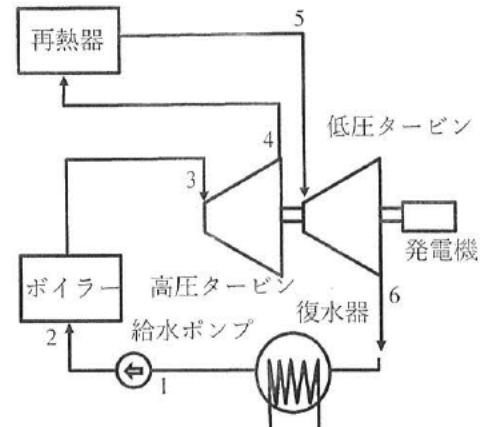 5
再熱器
低圧タービン
4
3
発電機
ボイラー
高圧タービン
6
復水器
2
給水ポンプ
1